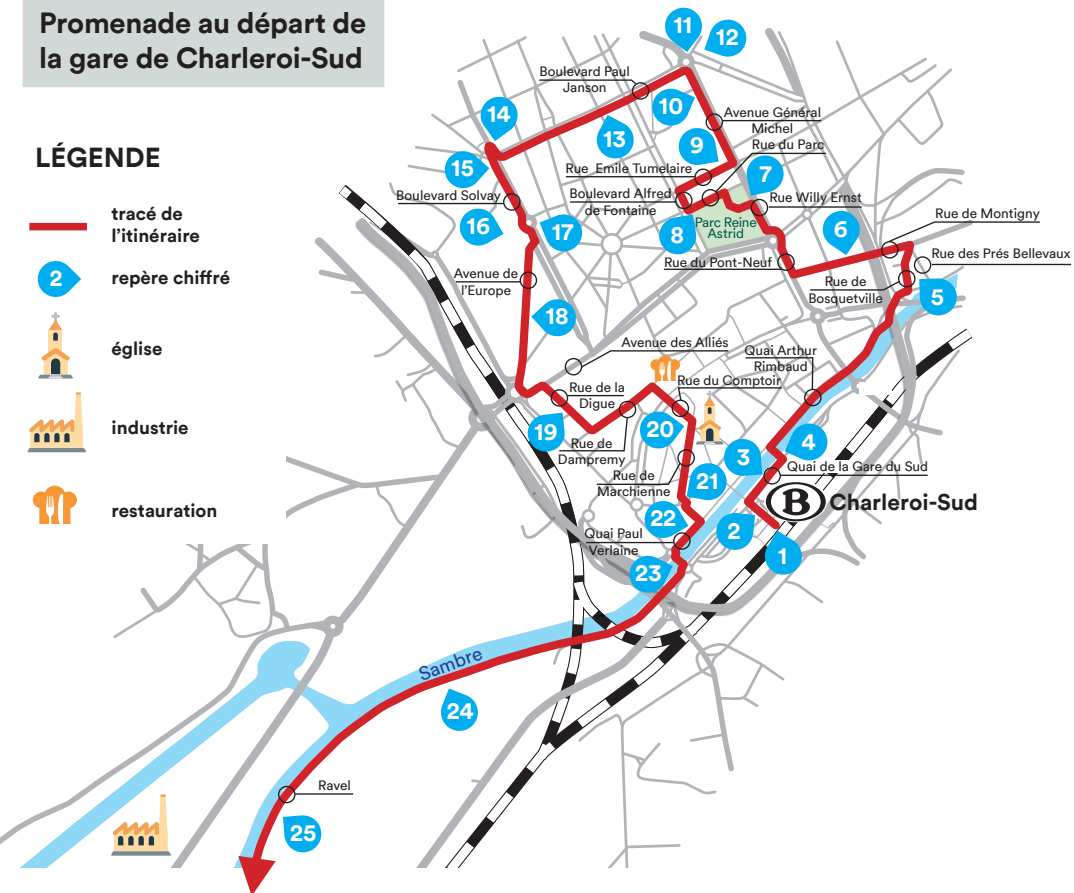 Promenade au départ de
la gare de Charleroi-Sud
LÉGENDE
tracé de
l'itinéraire
2
repère chiffré
église
industrie
restauration
11
12
Boulevard Paul
Janson
14
10
13
Avenue Général
Michel
9
Rue du Parc
15
Rue Emile Tumelaire
7
Boulevard Solvay
Boulevard Alfred
de Fontaine
Rue Willy Ernst
16
17
8
Parc Reine
Astrid
6
Rue de Montigny
Rue du Pont-Neuf
Rue des Prés Bellevaux
Avenue de
l'Europe
Rue de
Bosquetville
5
18
Avenue des Alliés
Quai Arthur
Rimbaud
Rue de la
Digue
Rue du Comptoir
19
20
Rue de
Dampremy
3
4
Rue de
Marchienne
21
Quai de la Gare du Sud
B
Charleroi-Sud
22
2
Quai Paul
Verlaine
1
23
Sambre
24
Ravel
25